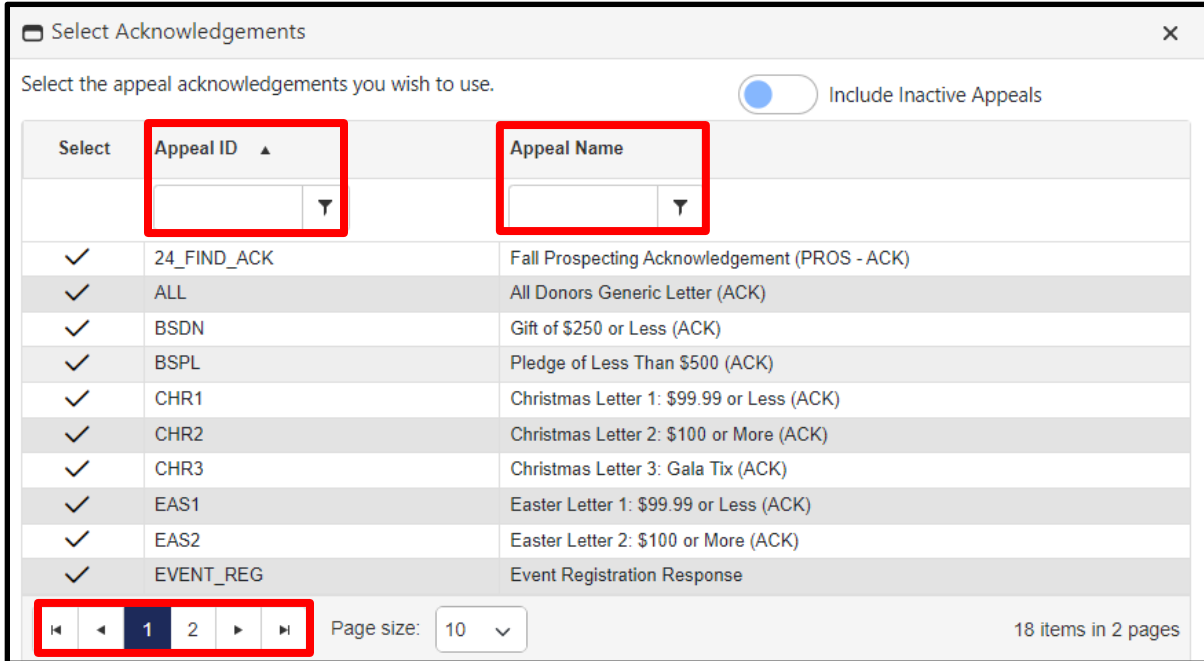 Select Acknowledgements
Select the appeal acknowledgements you wish to use.
Include Inactive Appeals
Select Appeal ID Appeal Name
24_FIND_ACK Fall Prospecting Acknowledgement (PROS - ACK)
ALL All Donors Generic Letter (ACK)
BSDN Gift of $250 or Less (ACK)
BSPL Pledge of Less Than $500 (ACK)
CHR1 Christmas Letter 1: $99.99 or Less (ACK)
CHR2 Christmas Letter 2: $100 or More (ACK)
CHR3 Christmas Letter 3: Gala Tix (ACK)
EAS1 Easter Letter 1: $99.99 or Less (ACK)
EAS2 Easter Letter 2: $100 or More (ACK)
EVENT_REG Event Registration Response
1 2 Page size: 10 18 items in 2 pages